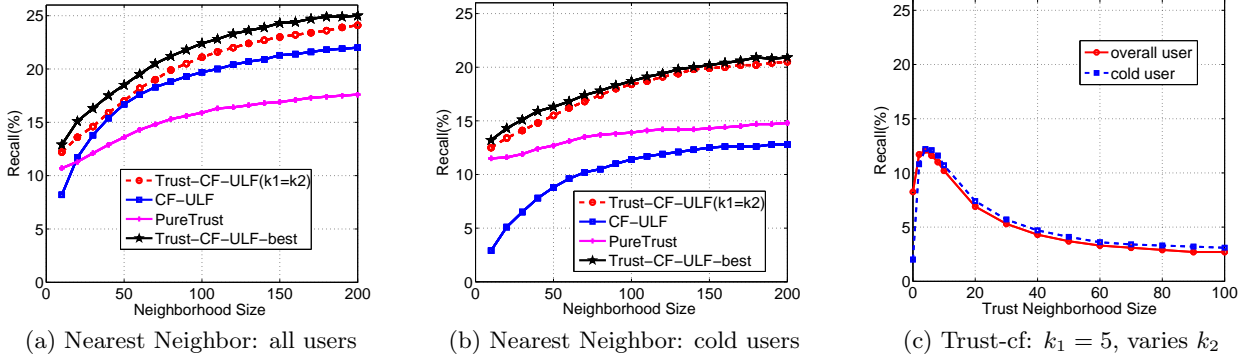 Recall(%)
25
20
15
10
5
0
0
50
100
150
200
Neighborhood Size
Trust-CF-ULF(k1=k2)
CF-ULF
PureTrust
Trust-CF-ULF-best
(a) Nearest Neighbor: all users
Recall(%)
25
20
15
10
5
0
0
50
100
150
200
Neighborhood Size
Trust-CF-ULF(k1=k2)
CF-ULF
PureTrust
Trust-CF-ULF-best
(b) Nearest Neighbor: cold users
Recall(%)
25
20
15
10
5
0
0
20
40
60
80
100
Trust Neighborhood Size
overall user
cold user
(c) Trust-cf: k₁ = 5, varies k₂